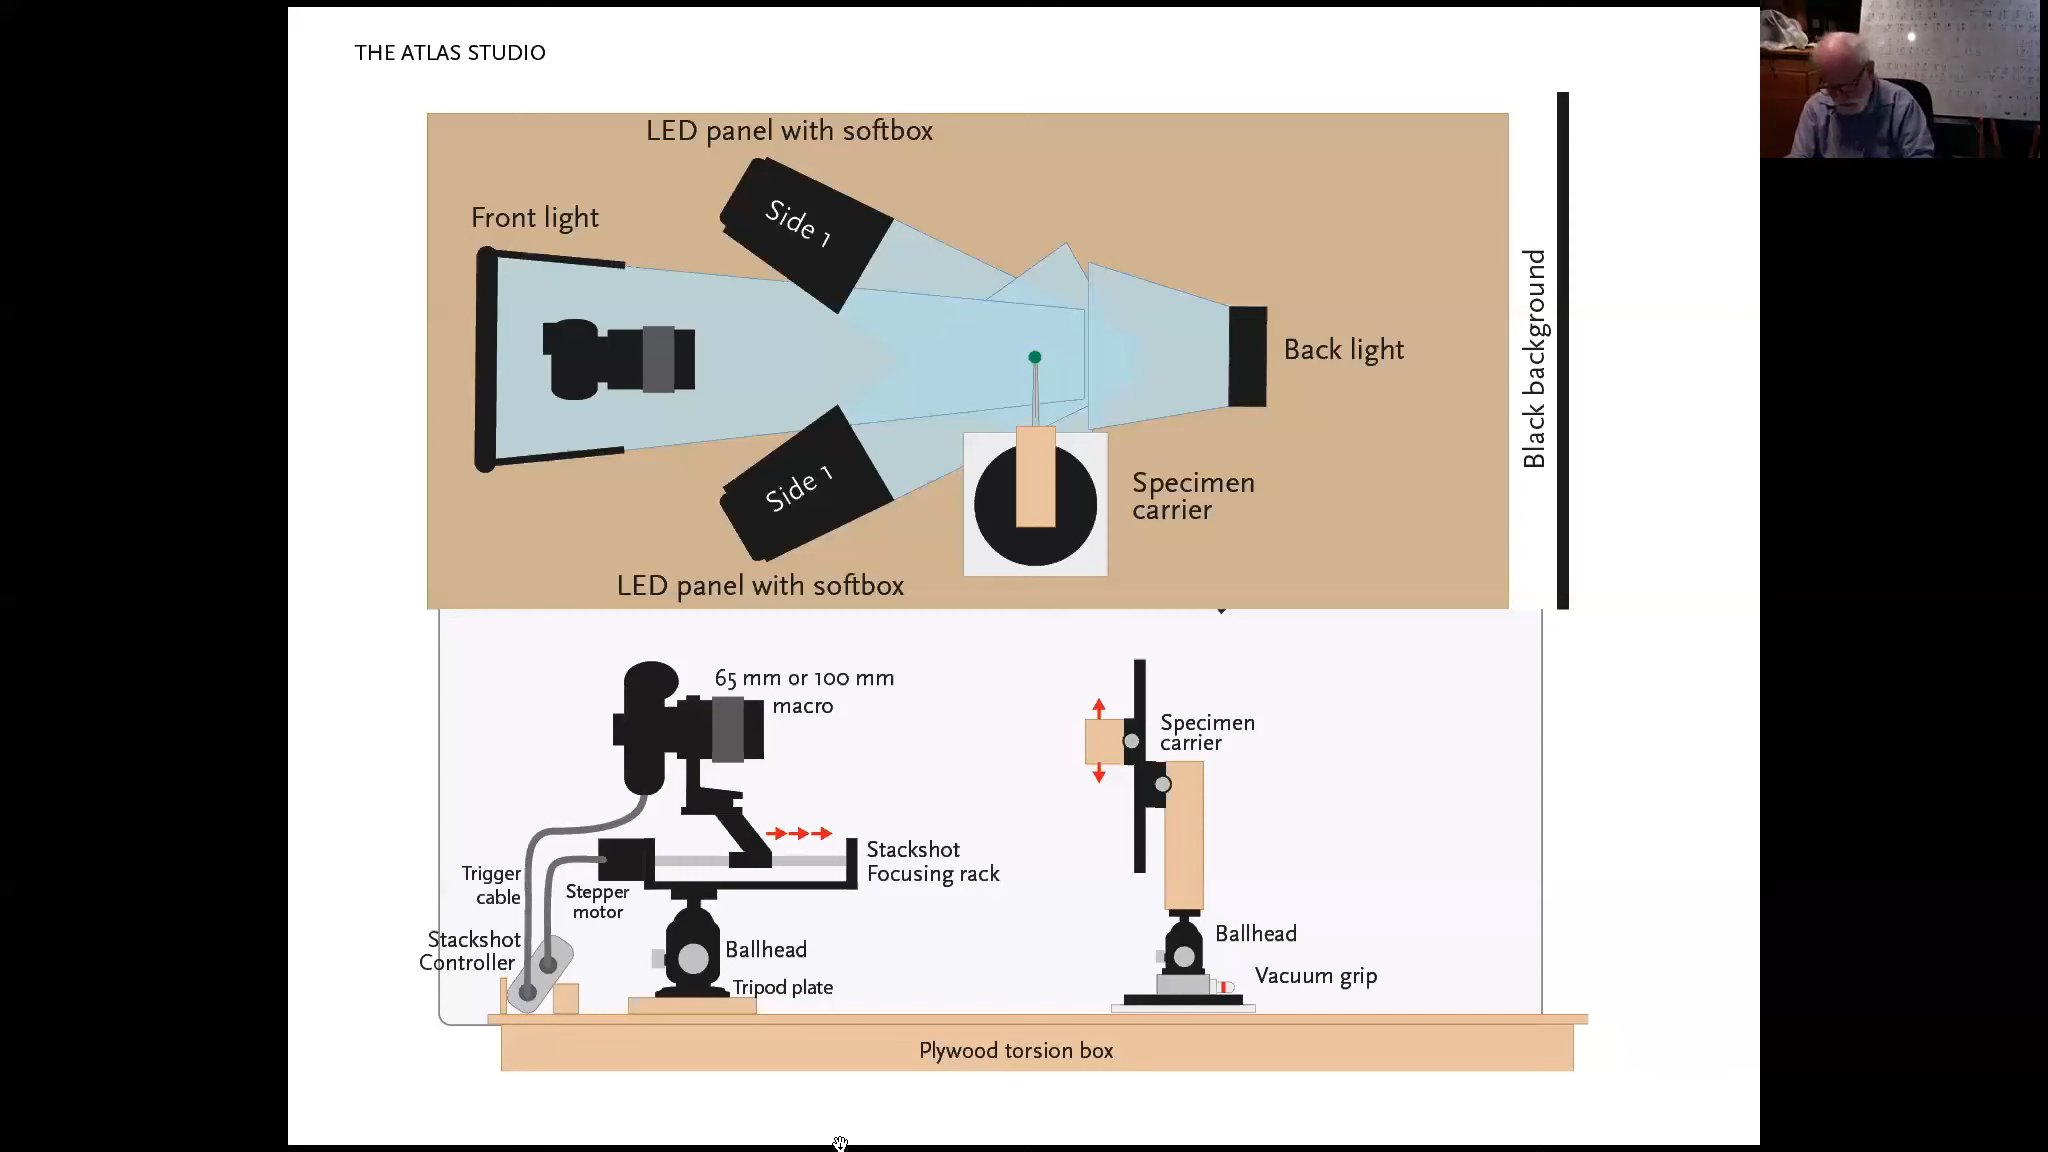 THE ATLAS STUDIO
LED panel with softbox
Side 1
Front light
Back light
Black background
Side 1
Specimen
carrier
LED panel with softbox
65 mm or 100 mm
macro
Specimen
carrier
Stackshot
Focusing rack
Trigger
cable
Stepper
motor
Stackshot
Controller
Ballhead
Tripod plate
Ballhead
Vacuum grip
Plywood torsion box